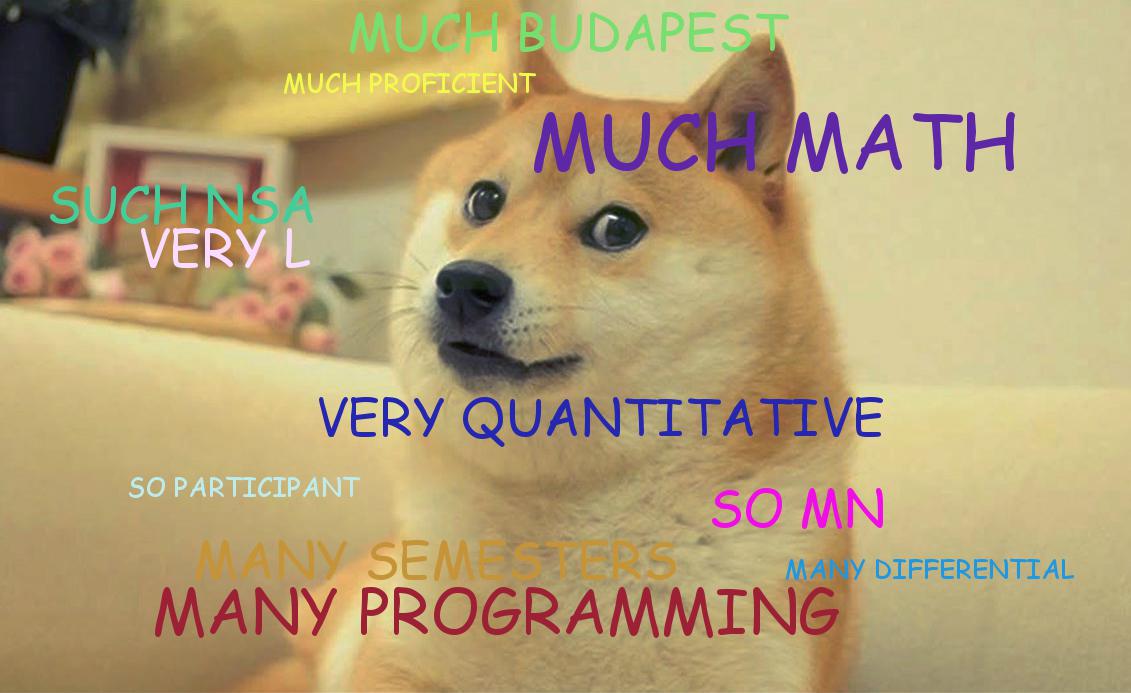 MUCH BUDAPEST
MUCH PROFICIENT
MUCH MATH
SUCH NSA
VERY L
VERY QUANTITATIVE
SO PARTICIPANT
SO MN
MANY SEMESTERS
MANY DIFFERENTIAL
MANY PROGRAMMING